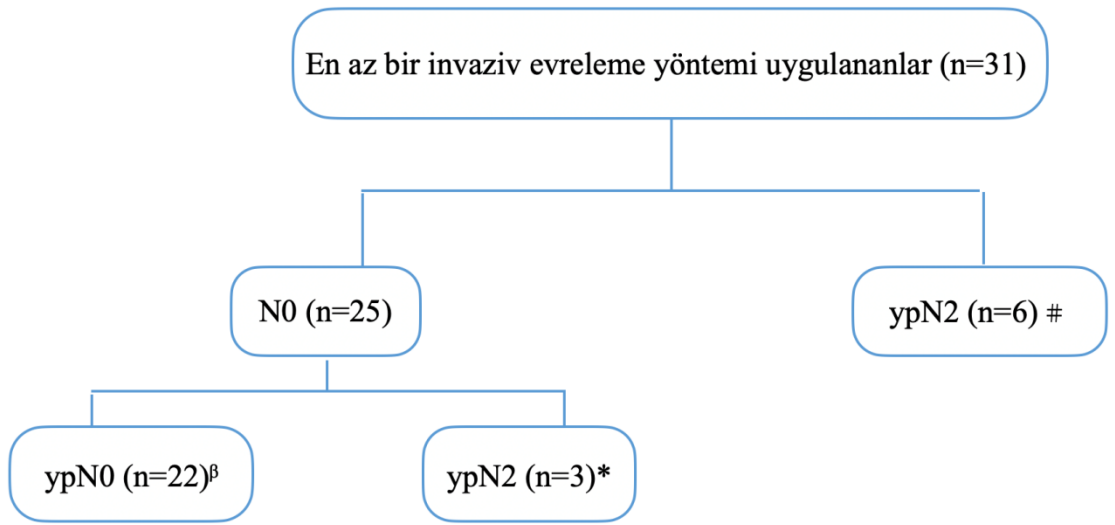 En az bir invaziv evreleme yöntemi uygulananlar (n=31)
N0 (n=25)
ypN2 (n=6) #
ypN0 (n=22)ᵝ
ypN2 (n=3)*